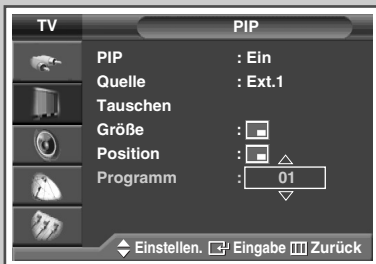 TV PIP
PIP : Ein
Quelle : Ext.1
Tauschen
Größe :
Position :
Programm : 01
Einstellen. Eingabe Zurück